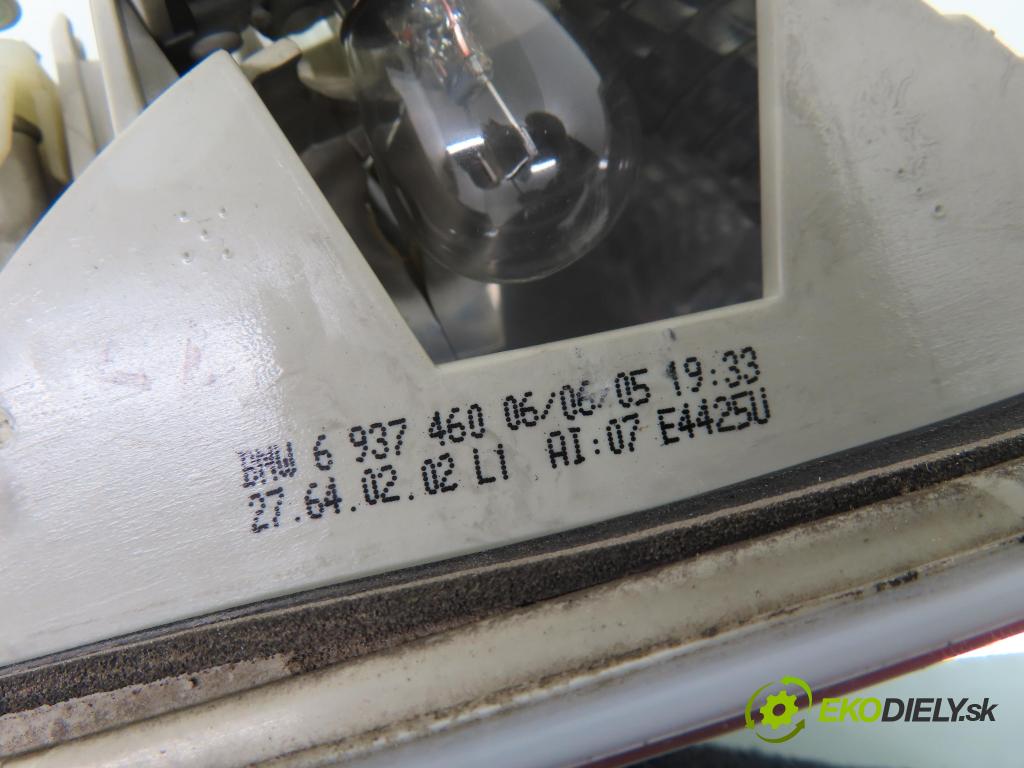 BMW 6 937 460 06/06/05 19:33
27.64.02.02 L1 AI:07 E4425U
EKODIELY.sk